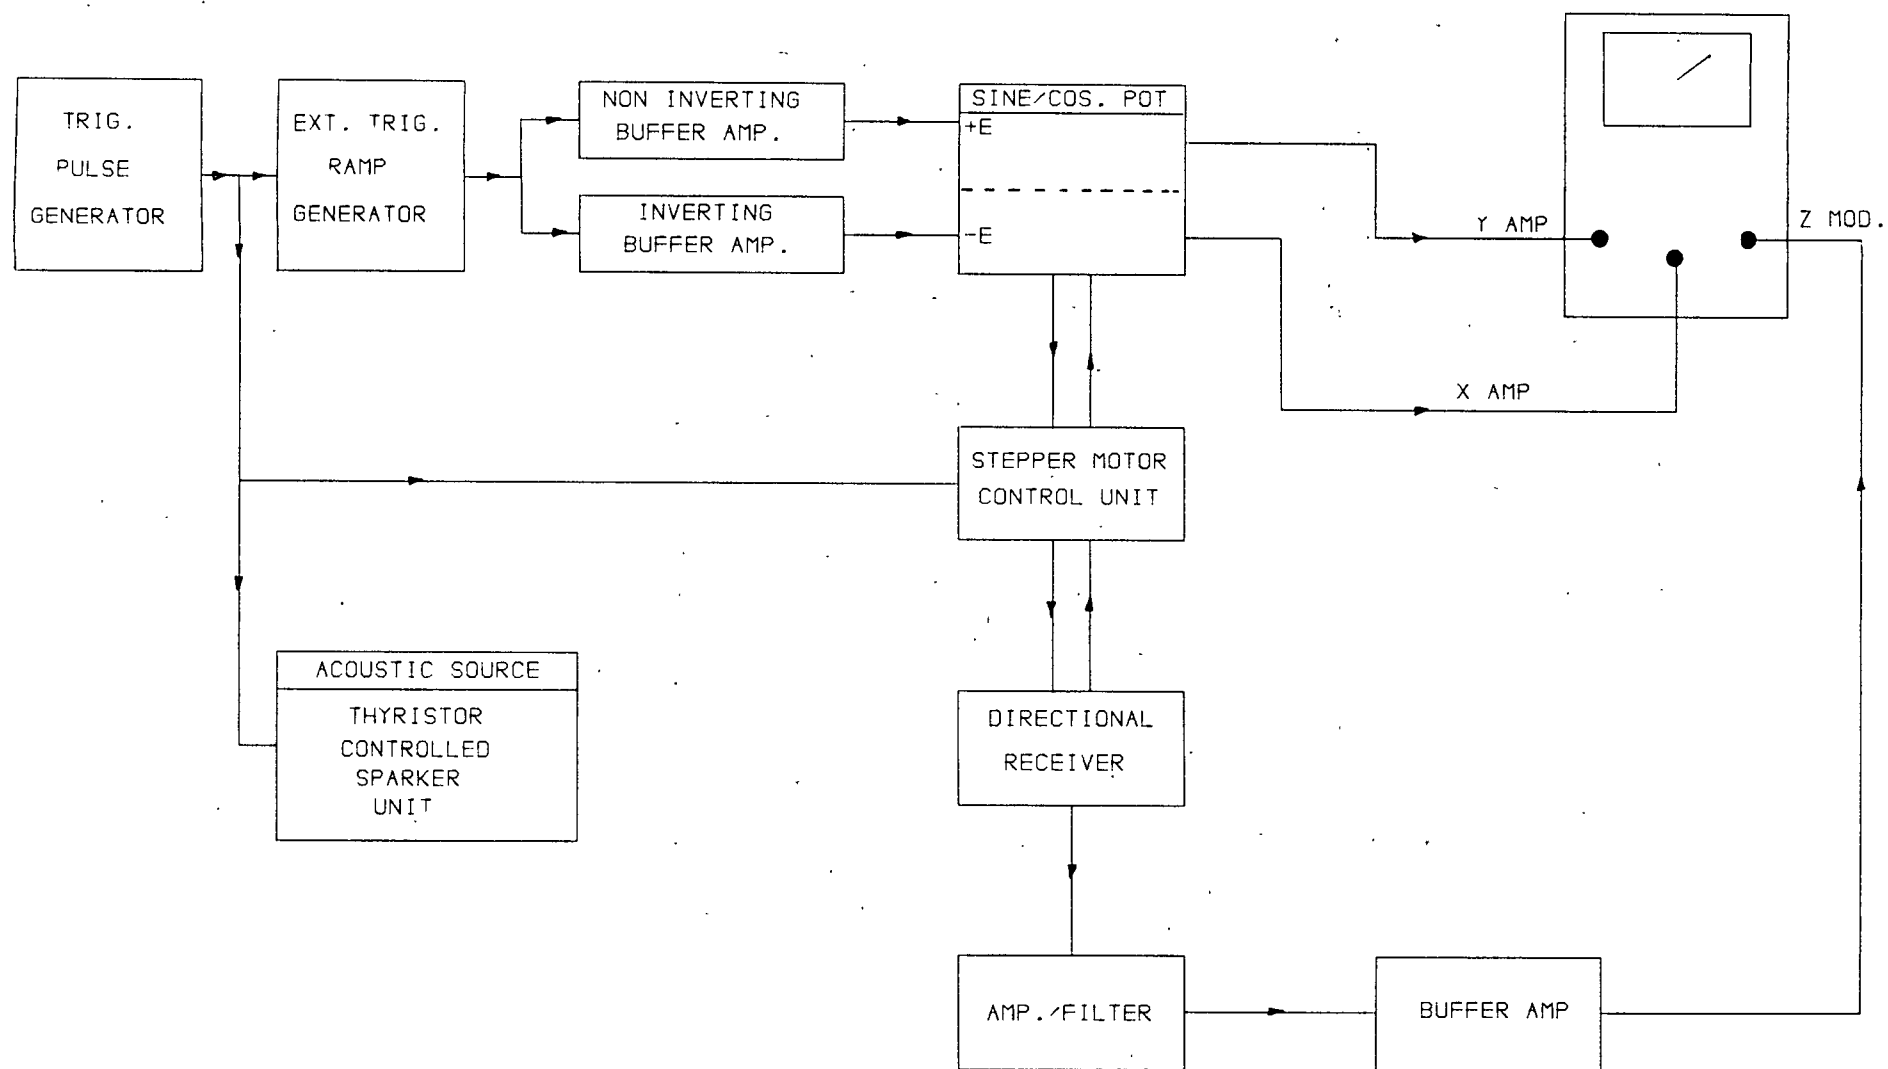 TRIG.
PULSE
GENERATOR
EXT. TRIG.
RAMP
GENERATOR
NON INVERTING
BUFFER AMP.
INVERTING
BUFFER AMP.
SINE/COS. POT
+E
-E
Y AMP
Z MOD.
X AMP
STEPPER MOTOR
CONTROL UNIT
ACOUSTIC SOURCE
THYRISTOR
CONTROLLED
SPARKER
UNIT
DIRECTIONAL
RECEIVER
AMP./FILTER
BUFFER AMP